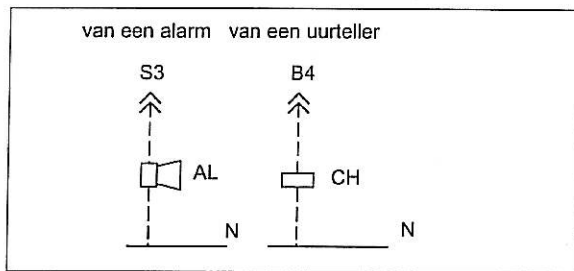 van een alarm van een uurteller
S3 B4
AL CH
N N